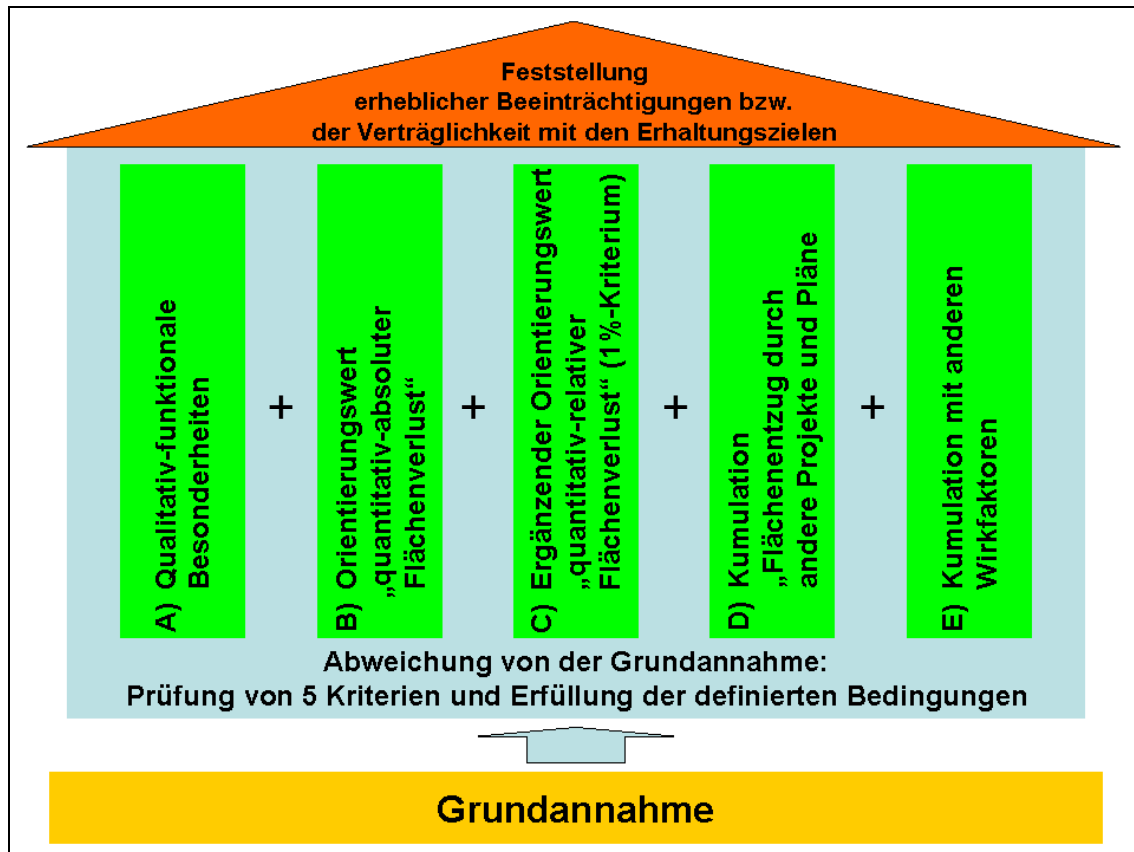 Feststellung
erheblicher Beeinträchtigungen bzw.
der Verträglichkeit mit den Erhaltungszielen
A) Qualitativ-funktionale
Besonderheiten
+
B) Orientierungswert
„quantitativ-absoluter
Flächenverlust“
+
C) Ergänzender Orientierungswert
„quantitativ-relativer
Flächenverlust“ (1%-Kriterium)
+
D) Kumulation
„Flächenentzug durch
andere Projekte und Pläne
+
E) Kumulation mit anderen
Wirkfaktoren
Abweichung von der Grundannahme:
Prüfung von 5 Kriterien und Erfüllung der definierten Bedingungen
Grundannahme